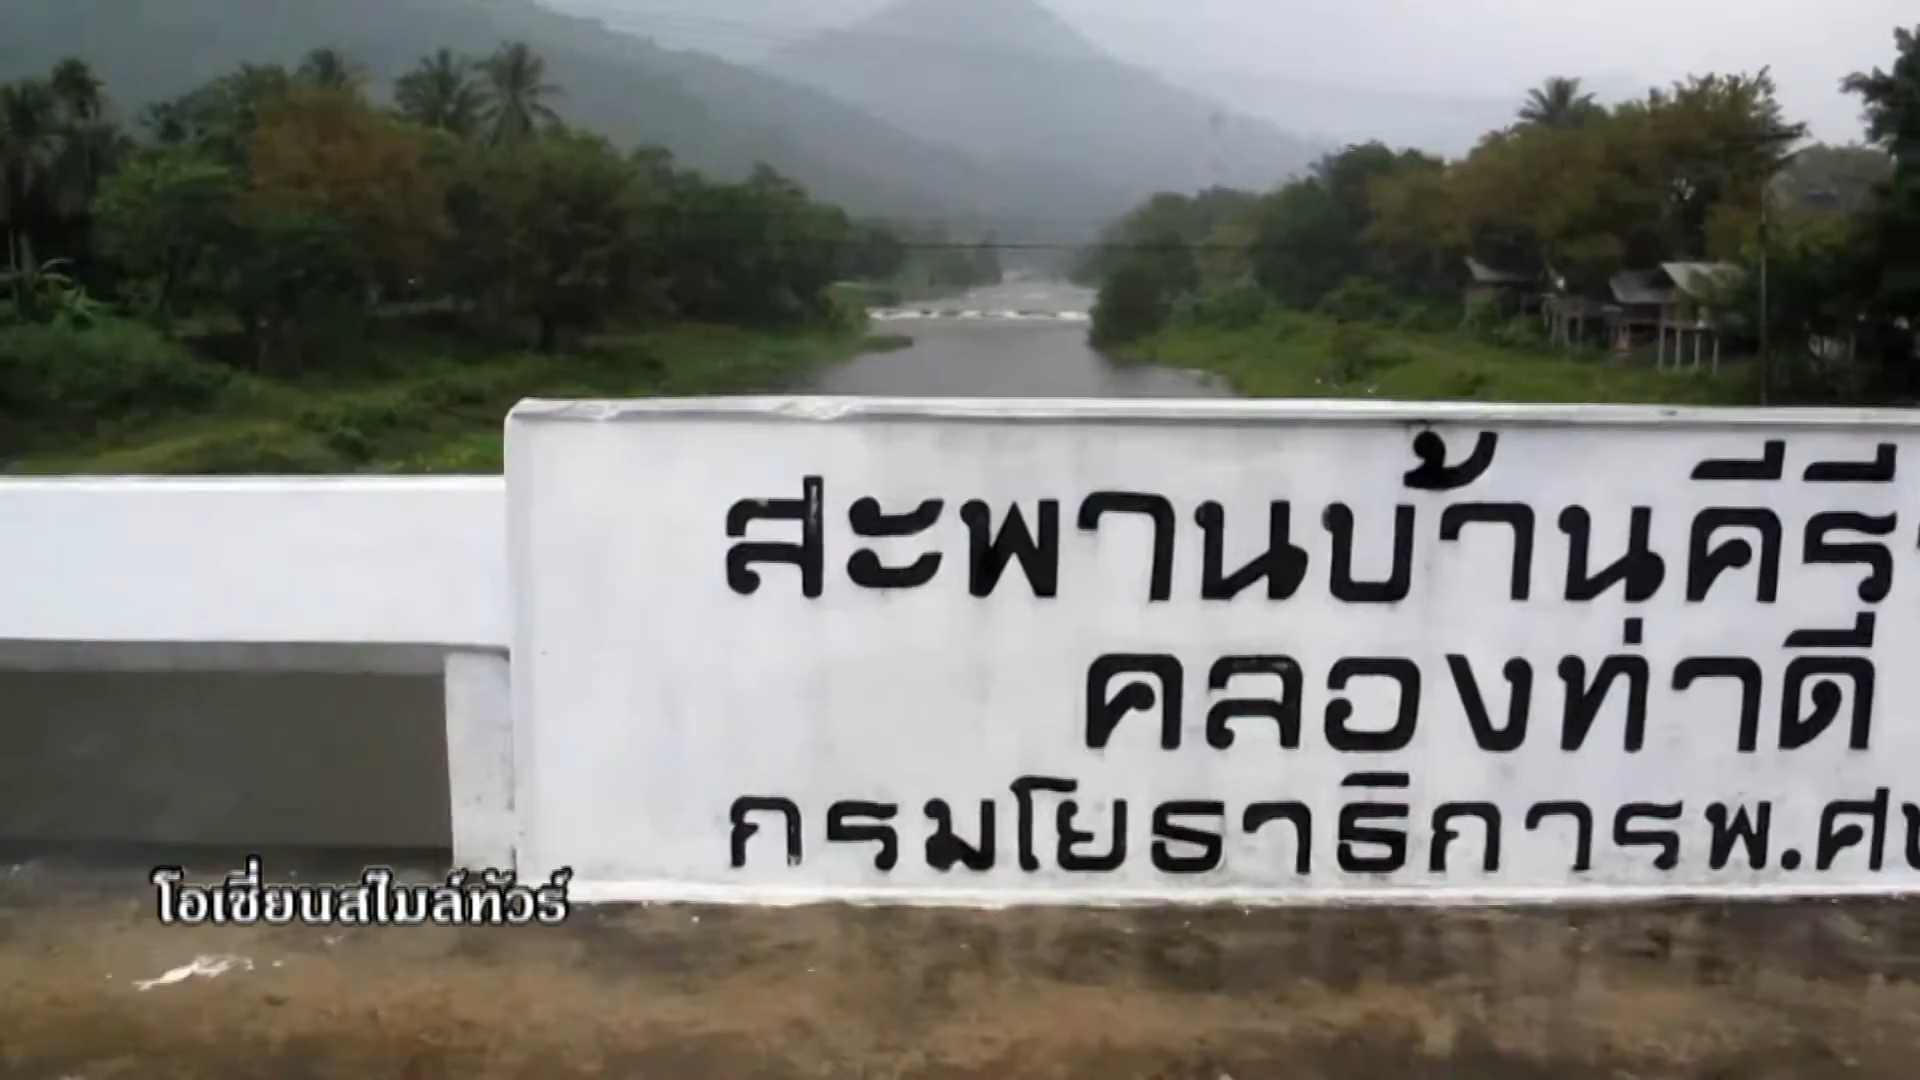 สะพานบ้านคีรี
คลองท่าดี
กรมโยธาธิการพ.ศ
โอเชี่ยนสไมล์ทัวร์